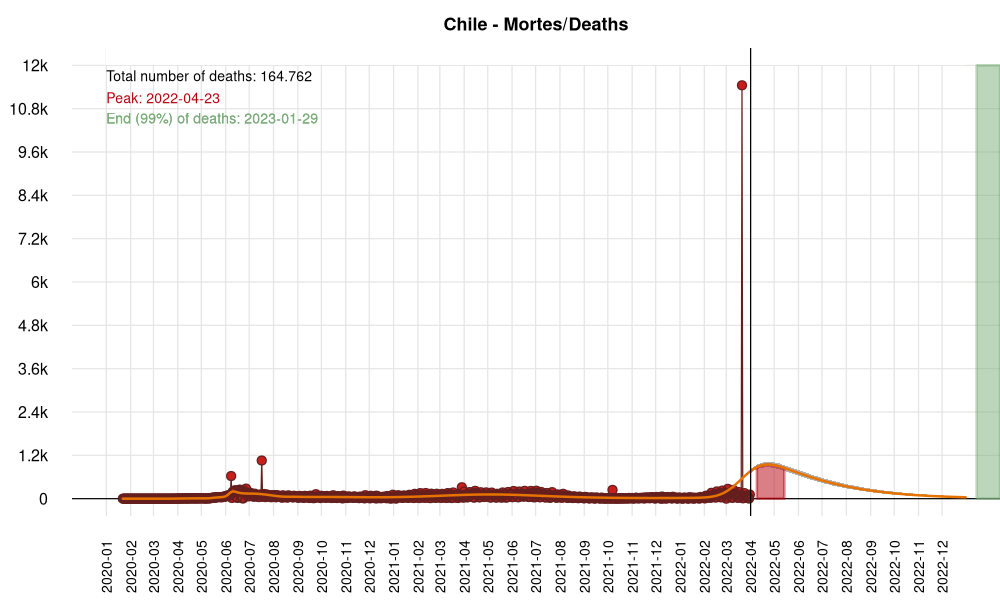 Chile - Mortes/Deaths
Total number of deaths: 164.762
Peak: 2022-04-23
End (99%) of deaths: 2023-01-29
12k
10.8k
9.6k
8.4k
7.2k
6k
4.8k
3.6k
2.4k
1.2k
0
2020-01
2020-02
2020-03
2020-04
2020-05
2020-06
2020-07
2020-08
2020-09
2020-10
2020-11
2020-12
2021-01
2021-02
2021-03
2021-04
2021-05
2021-06
2021-07
2021-08
2021-09
2021-10
2021-11
2021-12
2022-01
2022-02
2022-03
2022-04
2022-05
2022-06
2022-07
2022-08
2022-09
2022-10
2022-11
2022-12